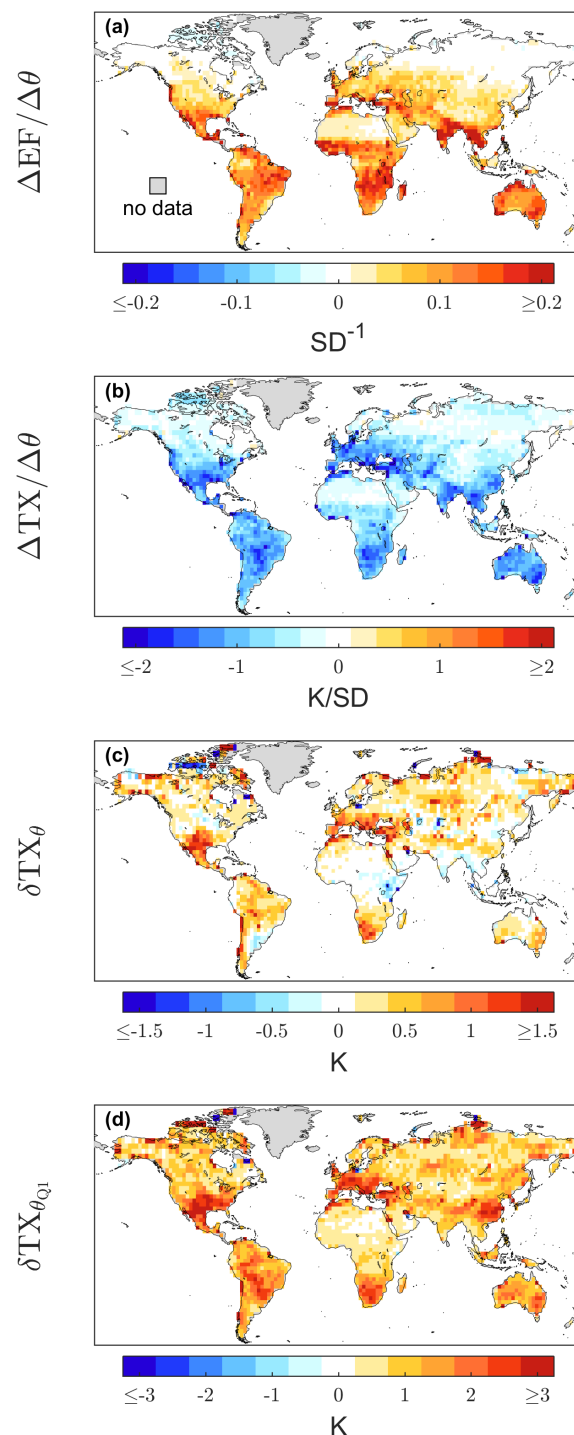 (a)
ΔEF/Δθ
no data
≤-0.2 -0.1 0 0.1 ≥0.2
SD⁻¹
(b)
ΔTX/Δθ
≤-2 -1 0 1 ≥2
K/SD
(c)
δTX_θ
≤-1.5 -1 -0.5 0 0.5 1 ≥1.5
K
(d)
δTX_θ_Q1
≤-3 -2 -1 0 1 2 ≥3
K